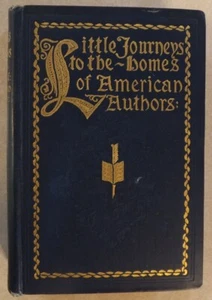 Little Journeys
to the Homes
of American
Authors: